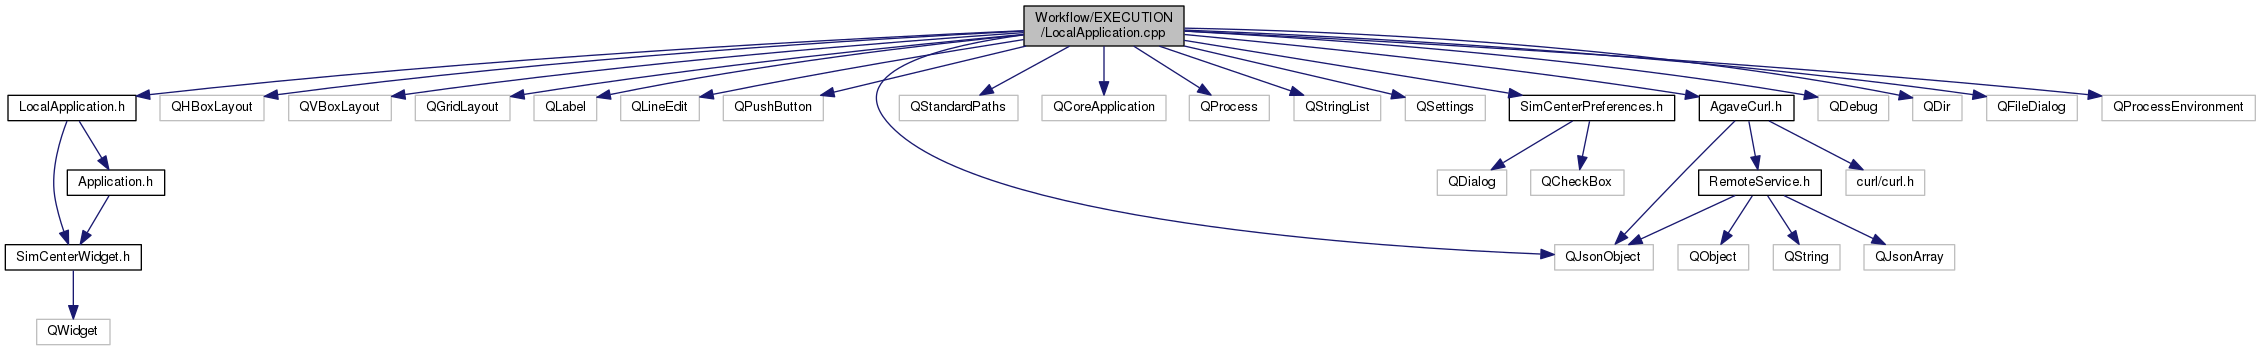 Workflow/EXECUTION
/LocalApplication.cpp
LocalApplication.h
QHBoxLayout
QVBoxLayout
QGridLayout
QLabel
QLineEdit
QPushButton
QStandardPaths
QCoreApplication
QProcess
QStringList
QSettings
SimCenterPreferences.h
AgaveCurl.h
QDebug
QDir
QFileDialog
QProcessEnvironment
Application.h
QDialog
QCheckBox
RemoteService.h
curl/curl.h
SimCenterWidget.h
QJsonObject
QObject
QString
QJsonArray
QWidget